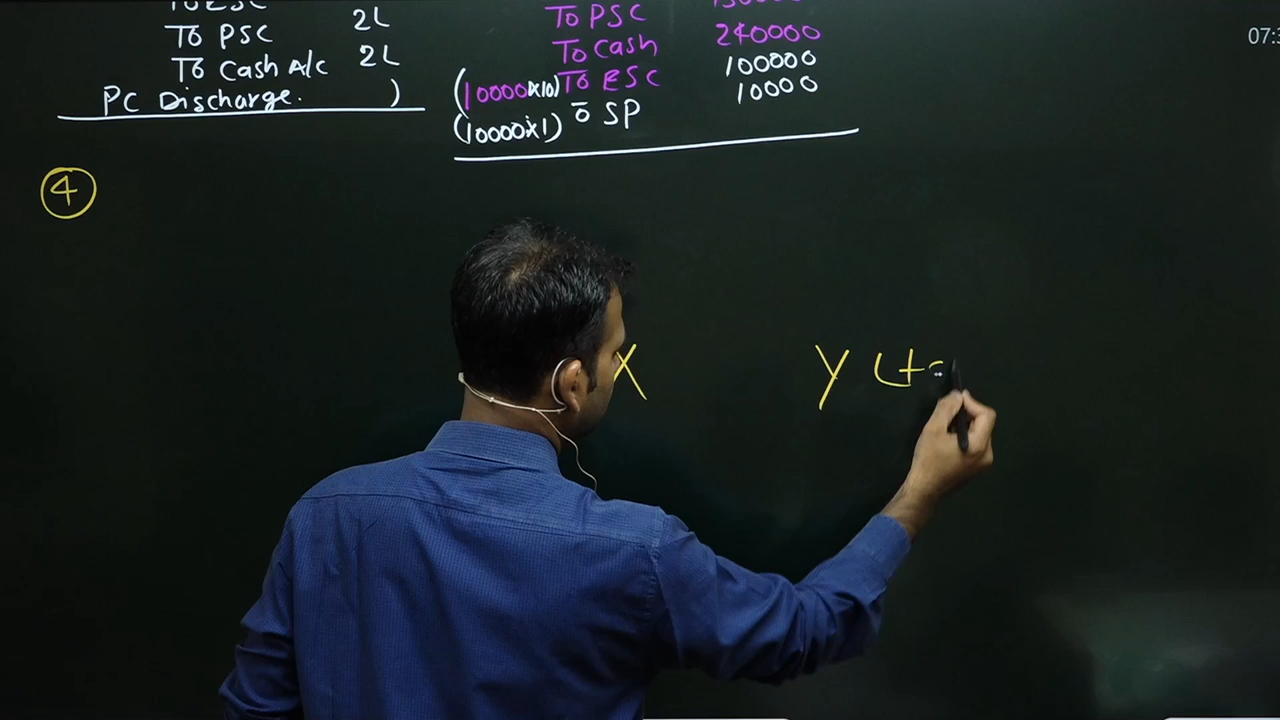 To PSC 2L
To Cash A/c 2L
PC Discharge. )
To PSC
To Cash 240000
(10000x10) To ESC 100000
(10000x1) To SP 10000
4
X Y Lt